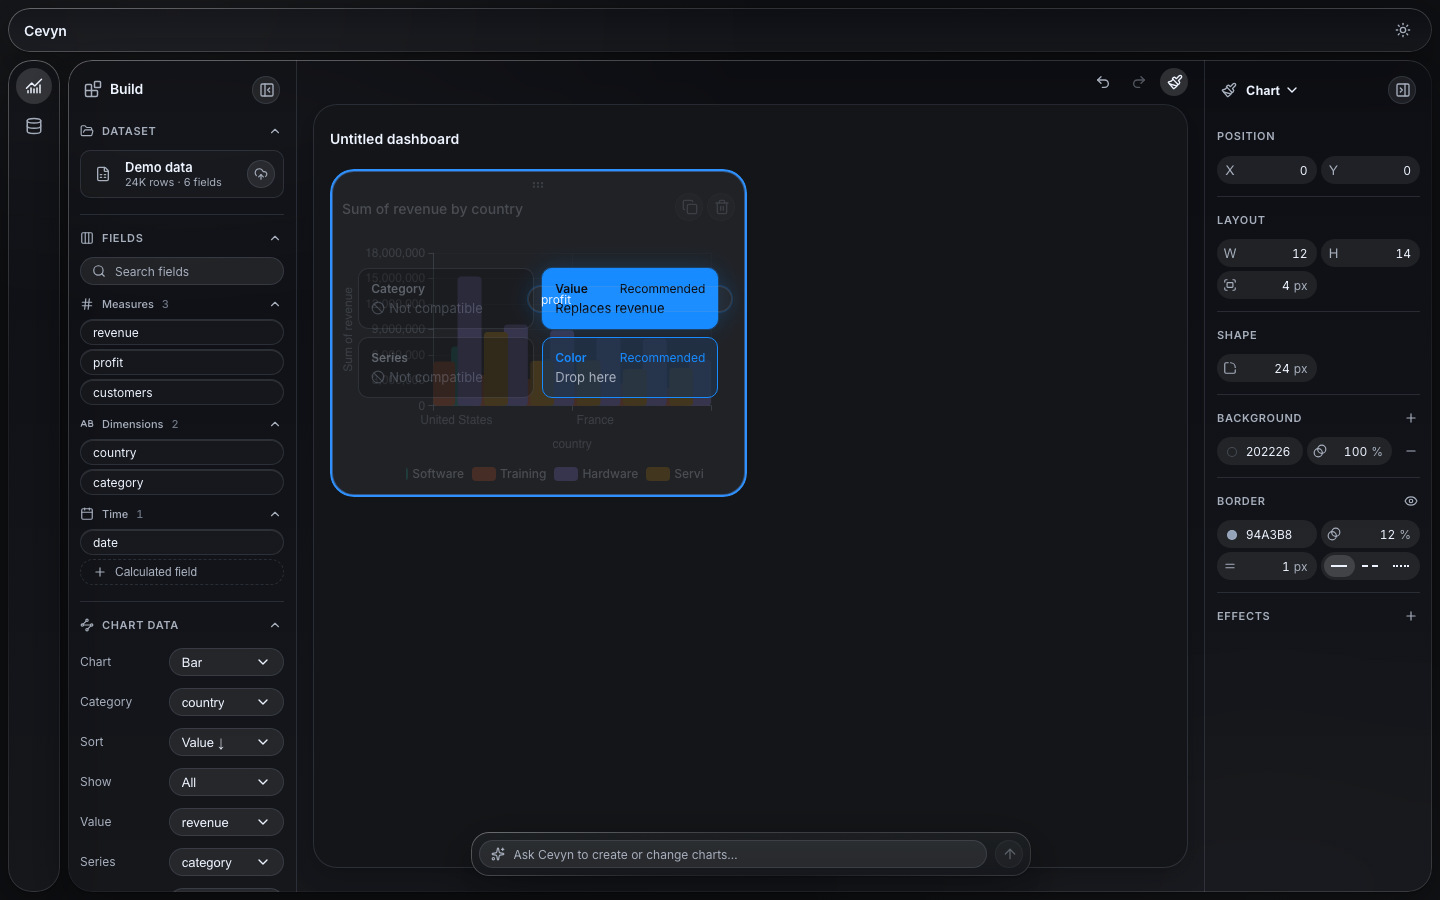 Cevyn
Build
DATASET
Demo data
24K rows · 6 fields
FIELDS
Search fields
Measures 3
revenue
profit
customers
AB Dimensions 2
country
category
Time 1
date
Calculated field
CHART DATA
Chart Bar
Category country
Sort Value ↓
Show All
Value revenue
Series category
Untitled dashboard
Sum of revenue by country
18,000,000
15,000,000
9,000,000
0
Sum of revenue
Category
Not compatible
Value Recommended
profit
Replaces revenue
Series
Not compatible
Color Recommended
Drop here
United States France
country
Software Training Hardware Servi
Ask Cevyn to create or change charts...
Chart
POSITION
X 0 Y 0
LAYOUT
W 12 H 14
4 px
SHAPE
24 px
BACKGROUND
202226 100 %
BORDER
94A3B8 12 %
1 px
EFFECTS